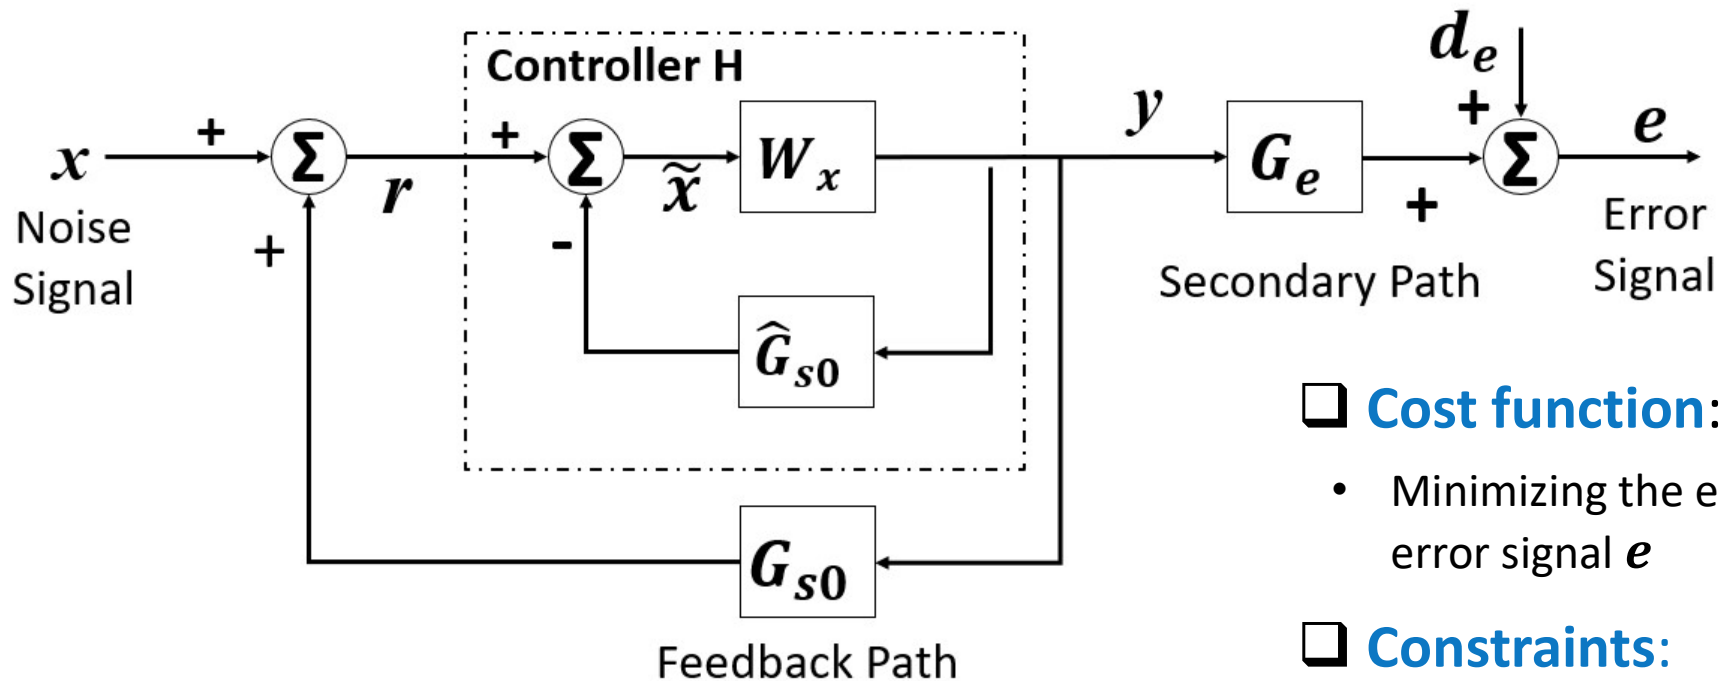 Controller H
d_e
+ + + y + e
x Σ r Σ x̃ W_x G_e Σ
Noise Signal
+ - + Error Signal
Secondary Path
Ĝ_s0
❑ Cost function:
• Minimizing the e
error signal e
G_s0
Feedback Path
❑ Constraints: